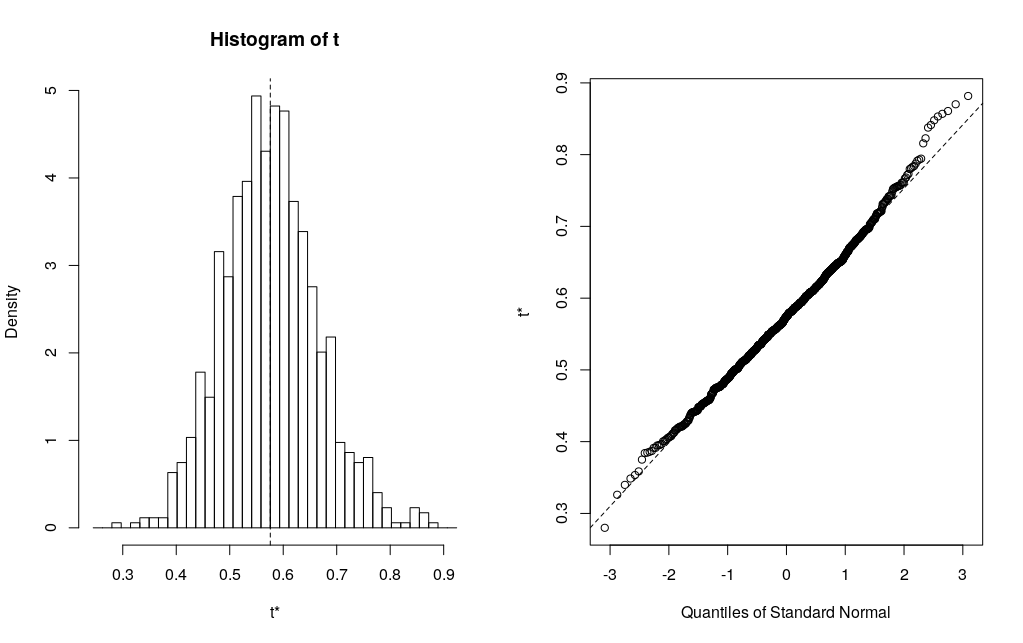 Histogram of t
Density
0 1 2 3 4 5
0.3 0.4 0.5 0.6 0.7 0.8 0.9
t*
t*
0.3 0.4 0.5 0.6 0.7 0.8 0.9
-3 -2 -1 0 1 2 3
Quantiles of Standard Normal